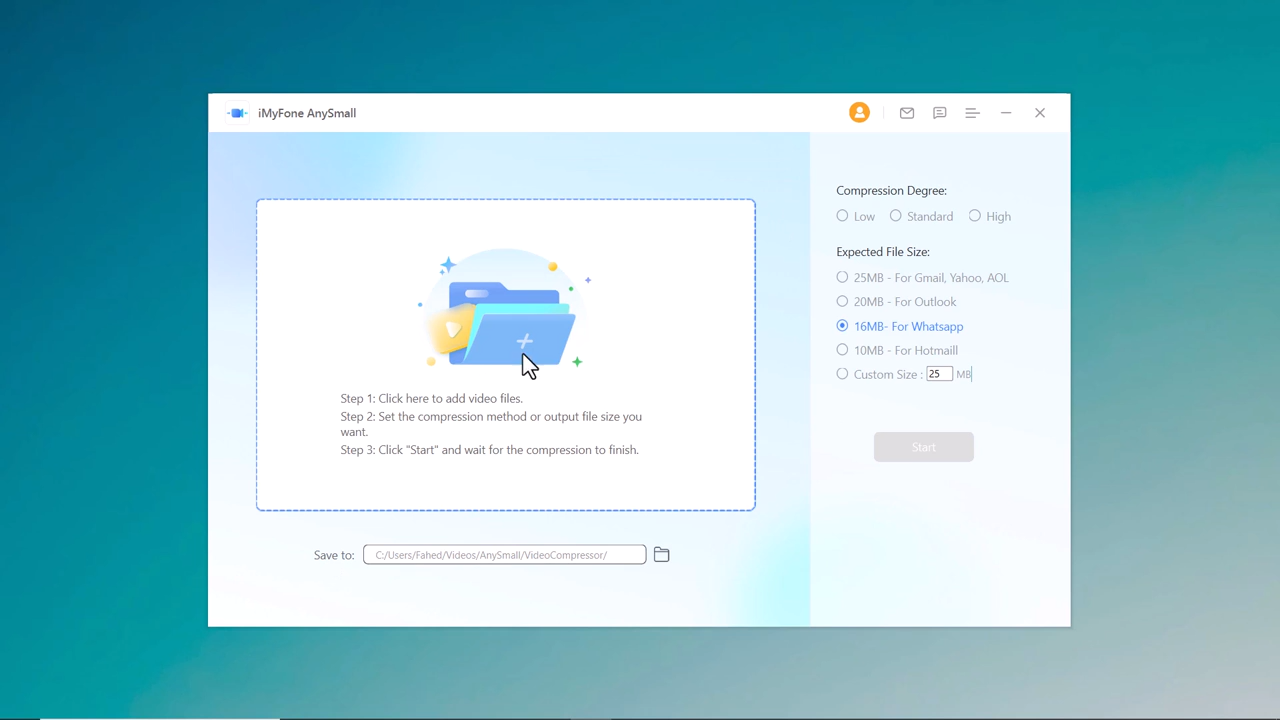 iMyFone AnySmall
Compression Degree:
Low Standard High
Expected File Size:
25MB - For Gmail, Yahoo, AOL
20MB - For Outlook
16MB- For Whatsapp
10MB - For Hotmaill
Custom Size : 25 MB
Start
Step 1: Click here to add video files.
Step 2: Set the compression method or output file size you
want.
Step 3: Click "Start" and wait for the compression to finish.
Save to: C:/Users/Fahed/Videos/AnySmall/VideoCompressor/